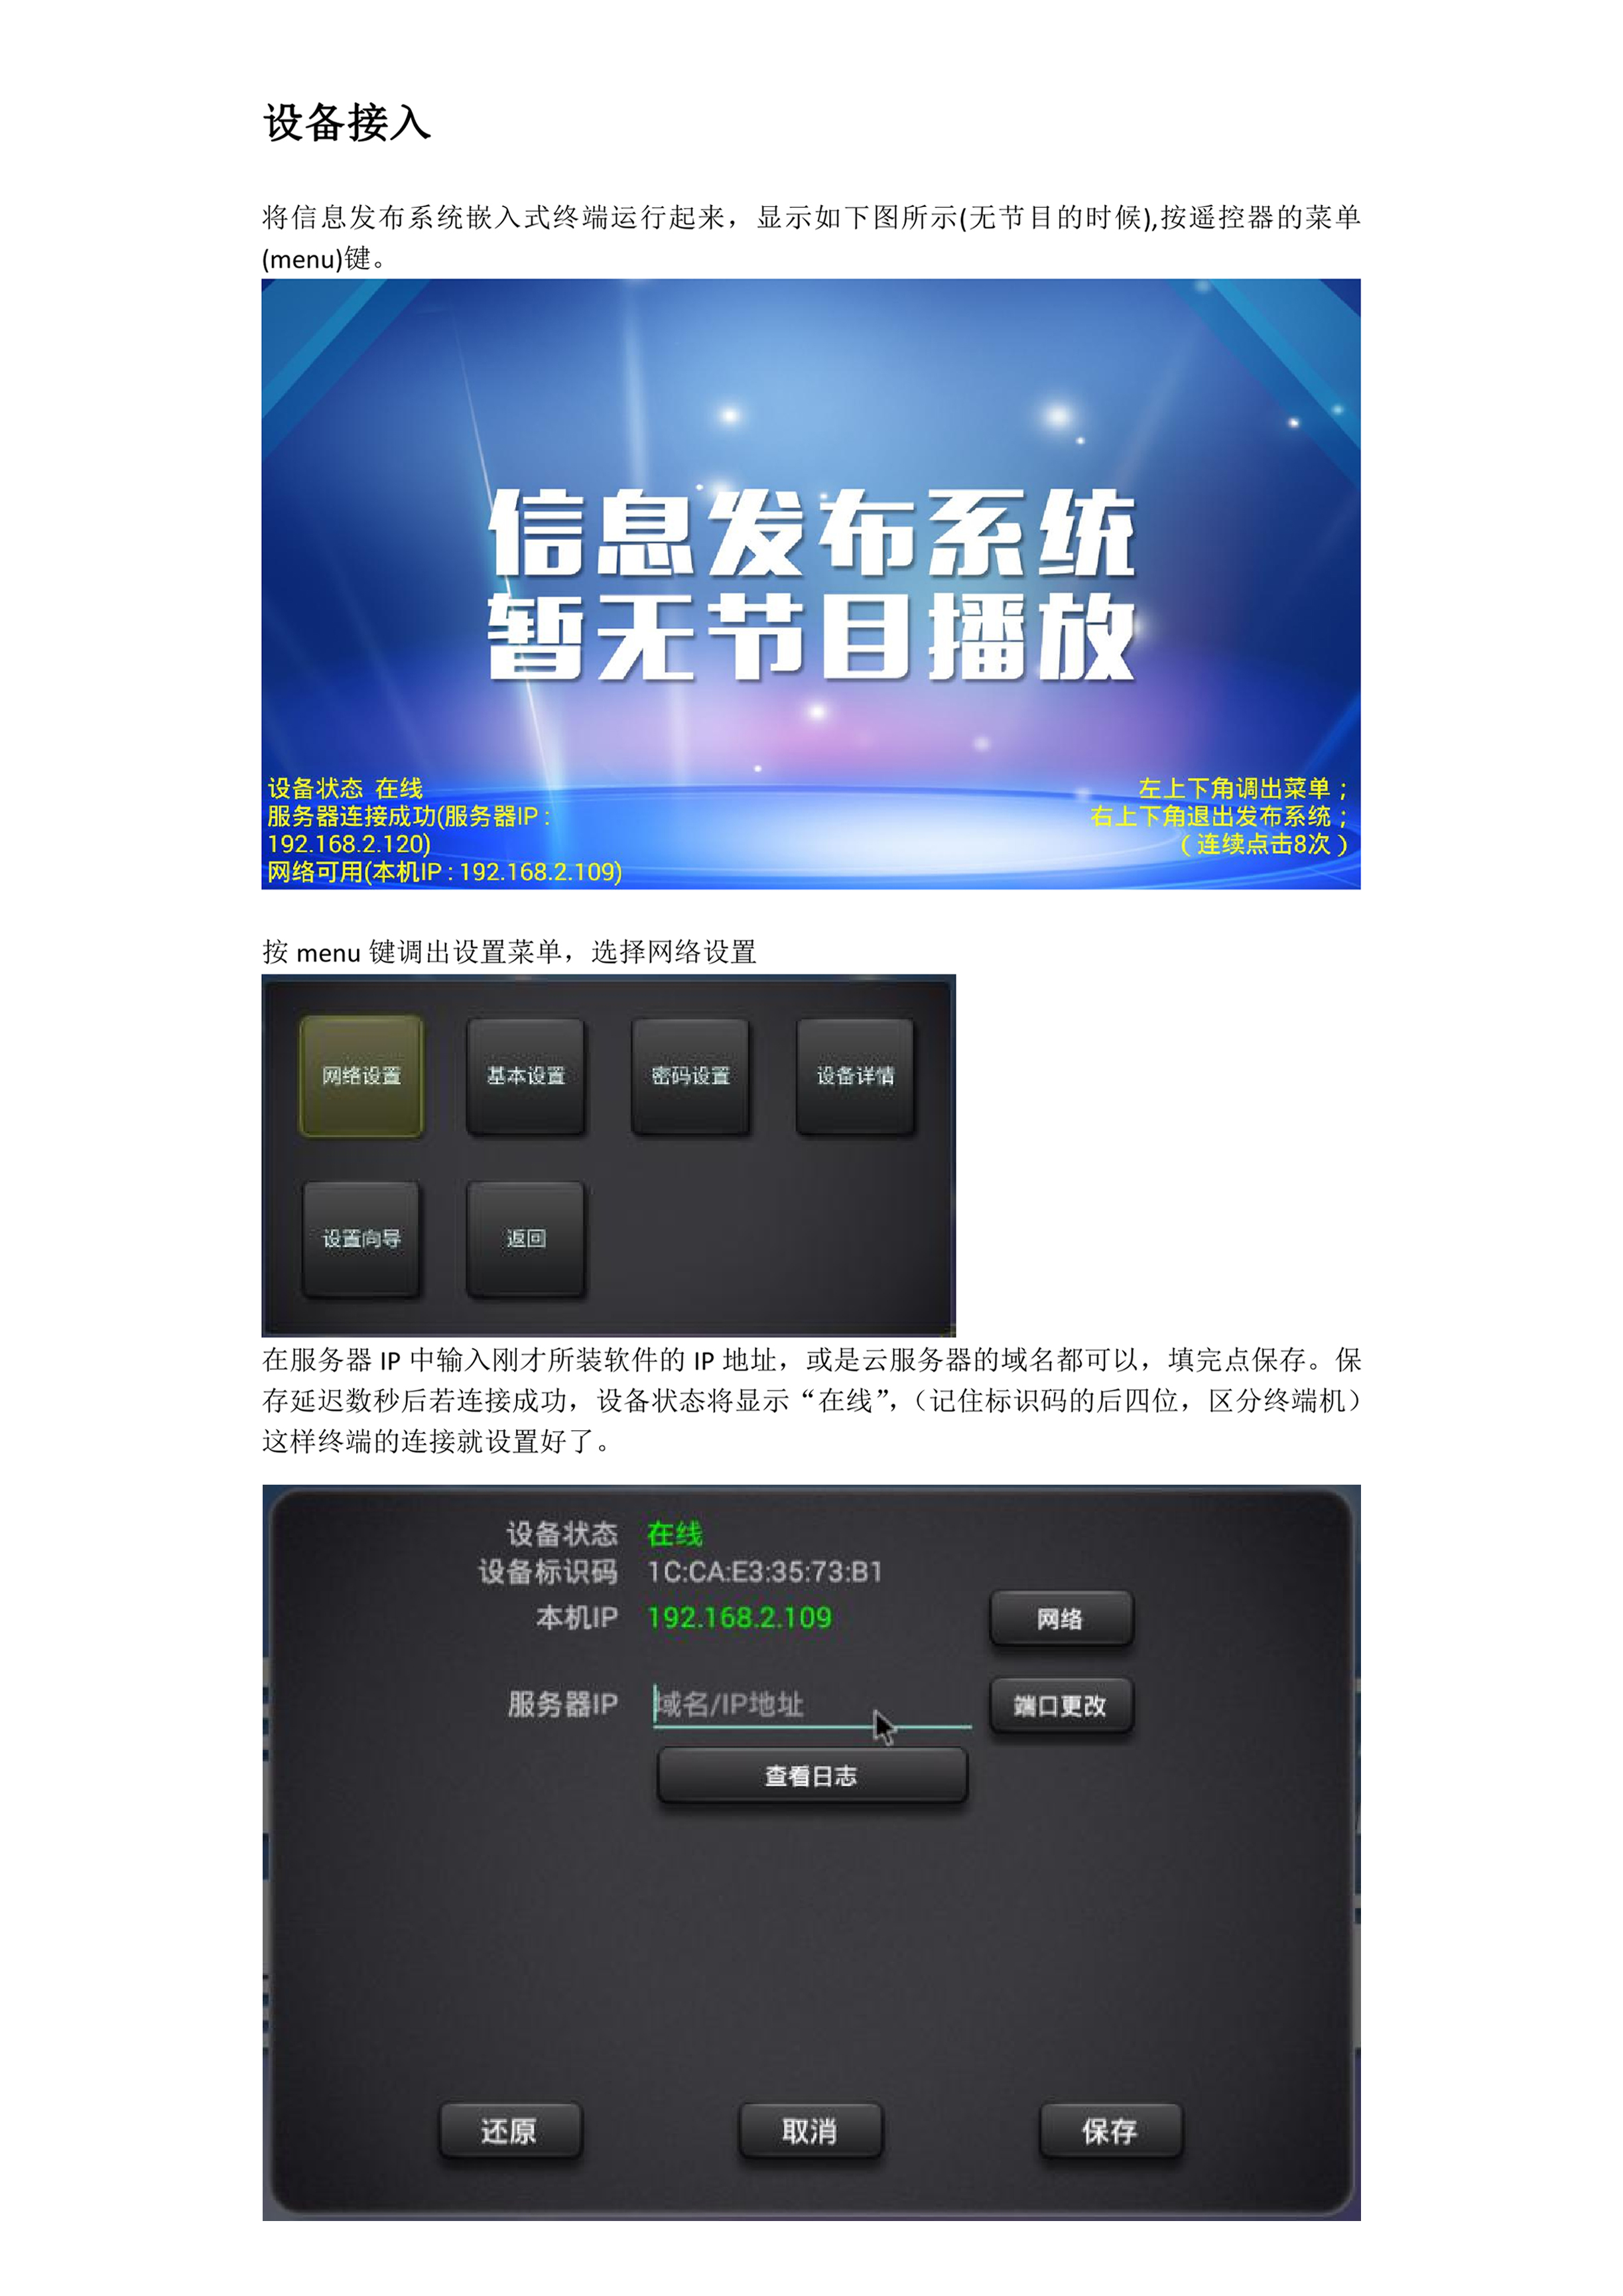 设备接入
将信息发布系统嵌入式终端运行起来，显示如下图所示(无节目的时候),按遥控器的菜单
(menu)键。
信息发布系统
暂无节目播放
设备状态 在线
服务器连接成功(服务器IP :
192.168.2.120)
网络可用(本机IP : 192.168.2.109)
左上下角调出菜单；
右上下角退出发布系统；
（连续点击8次）
按 menu 键调出设置菜单，选择网络设置
网络设置 基本设置 密码设置 设备详情
设置向导 返回
在服务器 IP 中输入刚才所装软件的 IP 地址，或是云服务器的域名都可以，填完点保存。保
存延迟数秒后若连接成功，设备状态将显示“在线”，（记住标识码的后四位，区分终端机）
这样终端的连接就设置好了。
设备状态 在线
设备标识码 1C:CA:E3:35:73:B1
本机IP 192.168.2.109 网络
服务器IP 域名/IP地址 端口更改
查看日志
还原 取消 保存